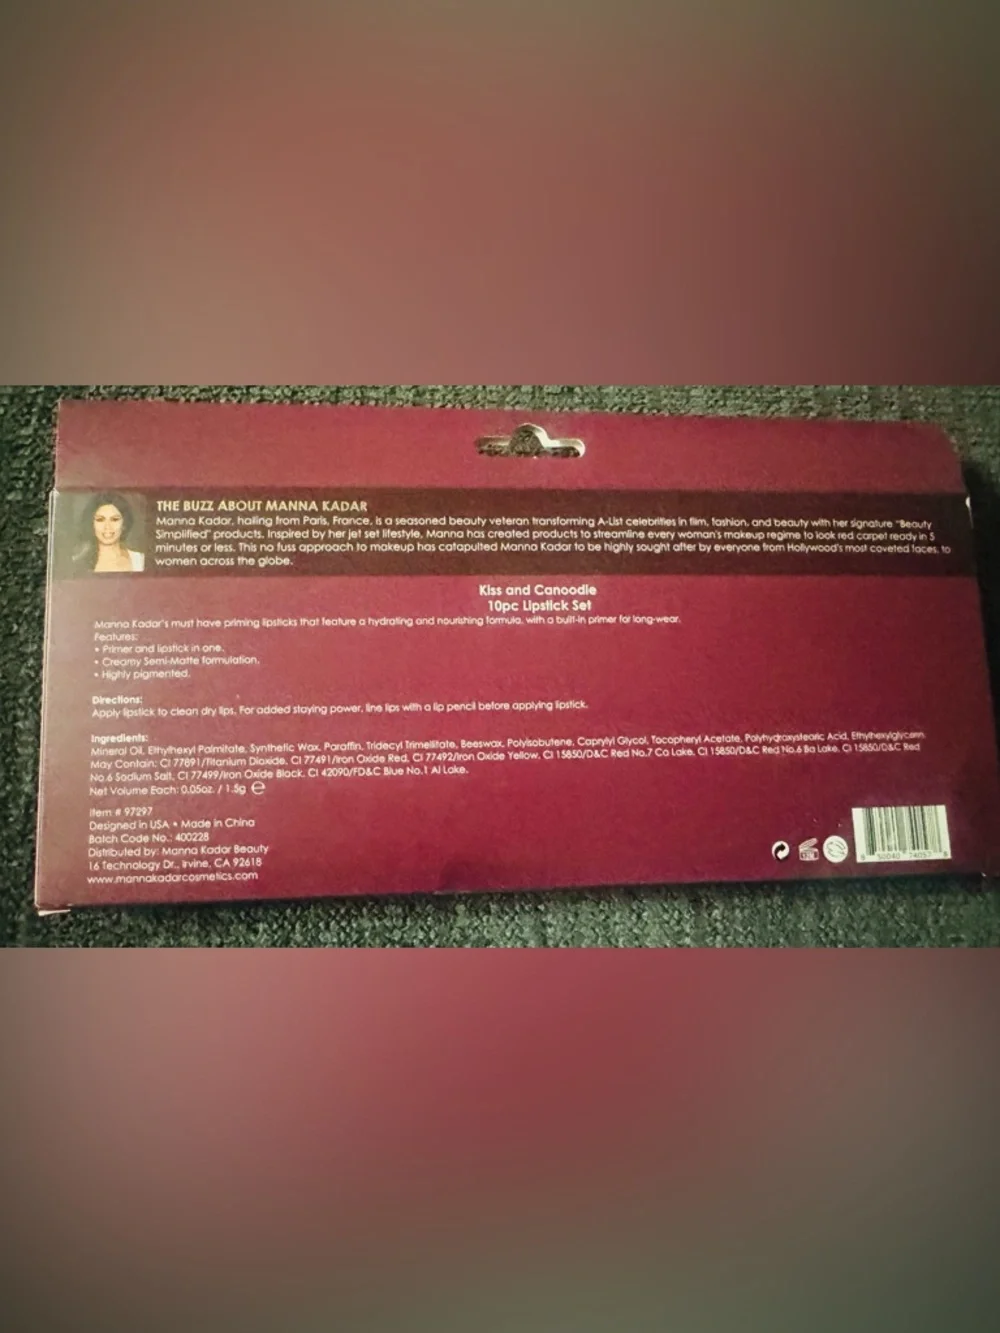 THE BUZZ ABOUT MANNA KADAR
Manna Kadar, hailing from Paris, France, is a seasoned beauty veteran transforming A-List celebrities in film, fashion, and beauty with her signature "Beauty
Simplified" products. Inspired by her jet set lifestyle, Manna has created products to streamline every woman's makeup regime to look red carpet ready in 5
minutes or less. This no fuss approach to makeup has catapulted Manna Kadar to be highly sought after by everyone from Hollywood's most coveted faces, to
women across the globe.
Kiss and Canoodle
10pc Lipstick Set
Manna Kadar's must have priming lipsticks that feature a hydrating and nourishing formula, with a built-in primer for long-wear.
Features:
• Primer and lipstick in one.
• Creamy Semi-Matte formulation.
• Highly pigmented.
Directions:
Apply lipstick to clean dry lips. For added staying power, line lips with a lip pencil before applying lipstick.
Ingredients:
Mineral Oil, Ethylhexyl Palmitate, Synthetic Wax, Paraffin, Tridecyl Trimellitate, Beeswax, Polyisobutene, Caprylyl Glycol, Tocopheryl Acetate, Polyhydroxystearic Acid, Ethylhexylglycerin
May Contain: CI 77891/Titanium Dioxide, CI 77491/Iron Oxide Red, CI 77492/Iron Oxide Yellow, CI 15850/D&C Red No.7 Ca Lake, CI 15850/D&C Red No.6 Ba Lake, CI 15850/D&C Red
No.6 Sodium Salt, CI 77499/Iron Oxide Black, CI 42090/FD&C Blue No.1 Al Lake.
Net Volume Each: 0.05oz. / 1.5g ℮
Item # 97297
Designed in USA • Made in China
Batch Code No.: 400228
Distributed by: Manna Kadar Beauty
16 Technology Dr., Irvine, CA 92618
www.mannakadarcosmetics.com